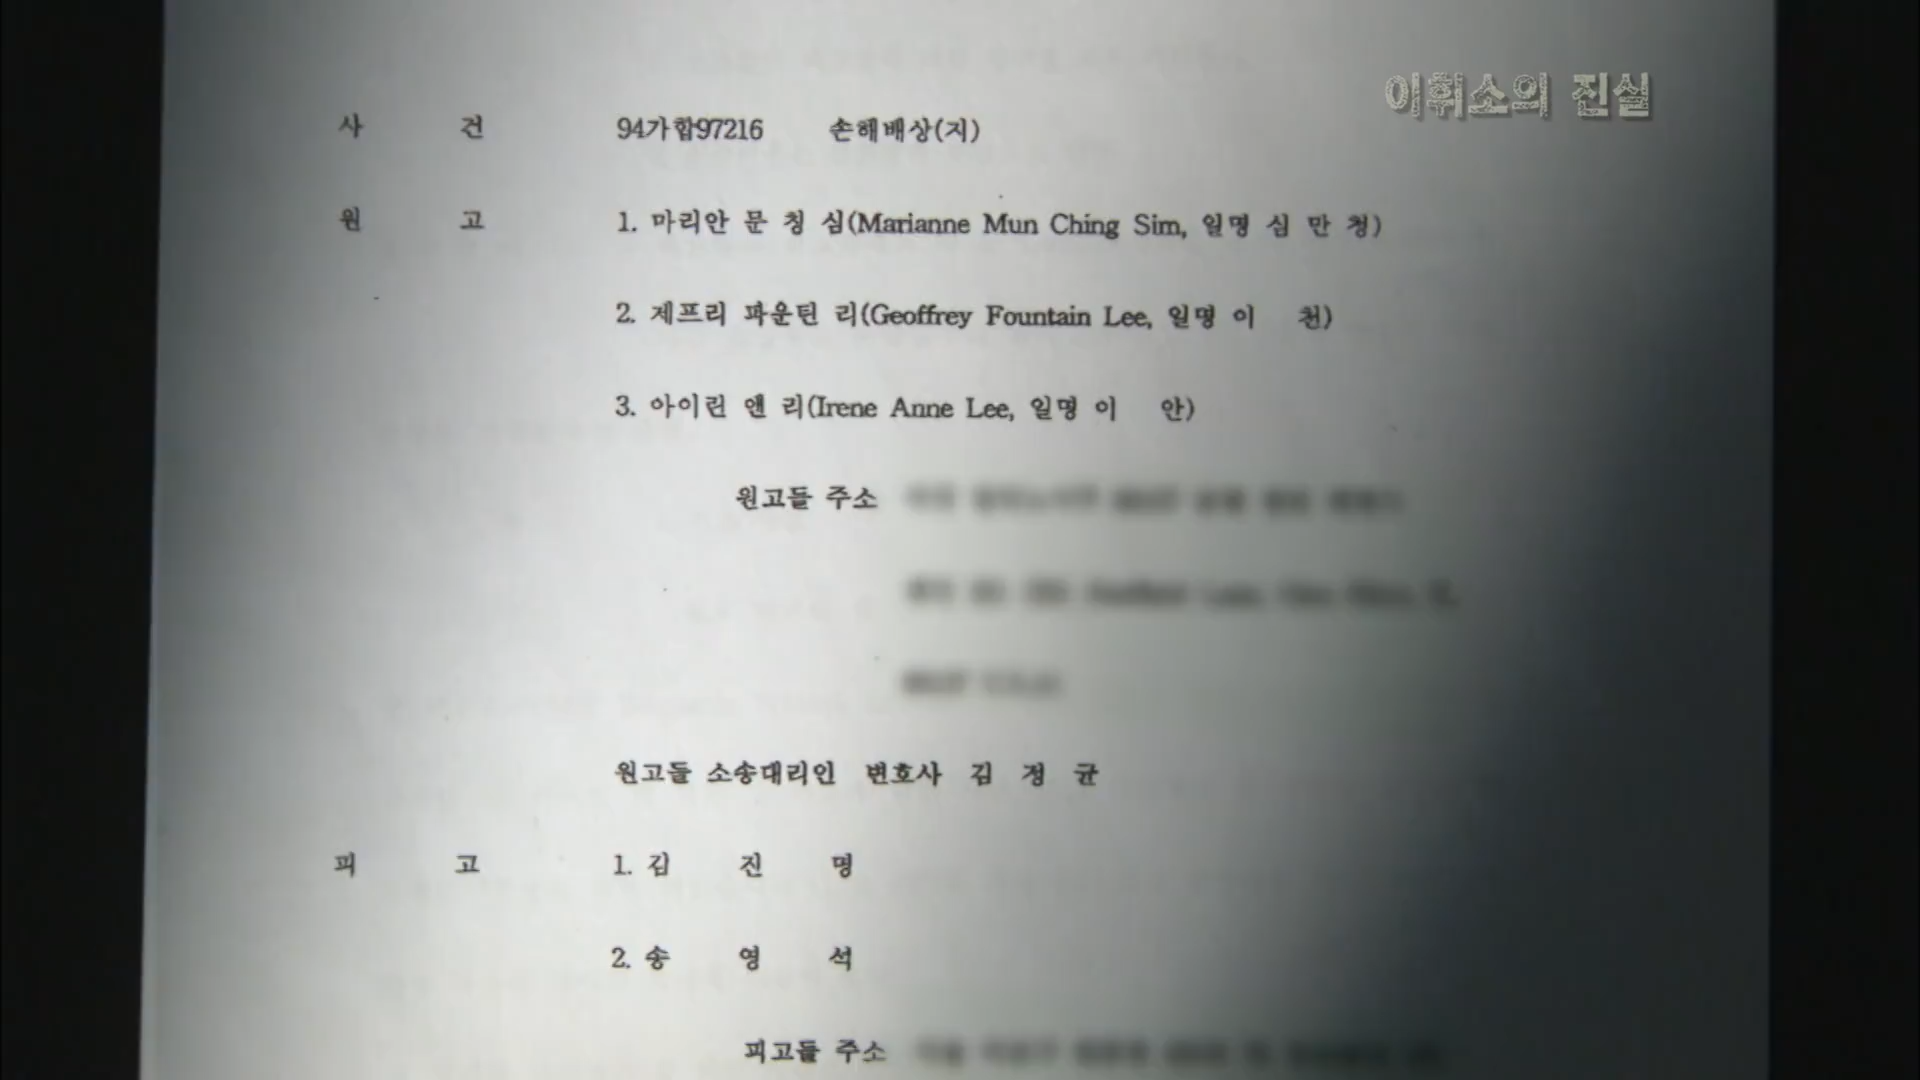 이휘소의 진실
사 건 94가합97216 손해배상(지)
원 고 1. 마리안 문 칭 심(Marianne Mun Ching Sim, 일명 심 만 청)
2. 제프리 파운틴 리(Geoffrey Fountain Lee, 일명 이 천)
3. 아이린 앤 리(Irene Anne Lee, 일명 이 안)
원고들 주소
원고들 소송대리인 변호사 김 정 균
피 고 1. 김 진 명
2. 송 영 석
피고들 주소